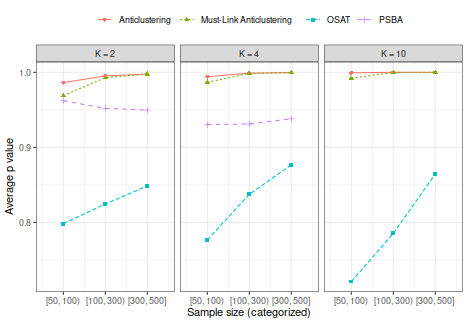 Anticlustering Must-Link Anticlustering OSAT PSBA
K = 2 K = 4 K = 10
Average p value
1.0
0.9
0.8
[50, 100) [100,300) [300,500] [50, 100) [100,300) [300,500] [50, 100) [100,300) [300,500]
Sample size (categorized)